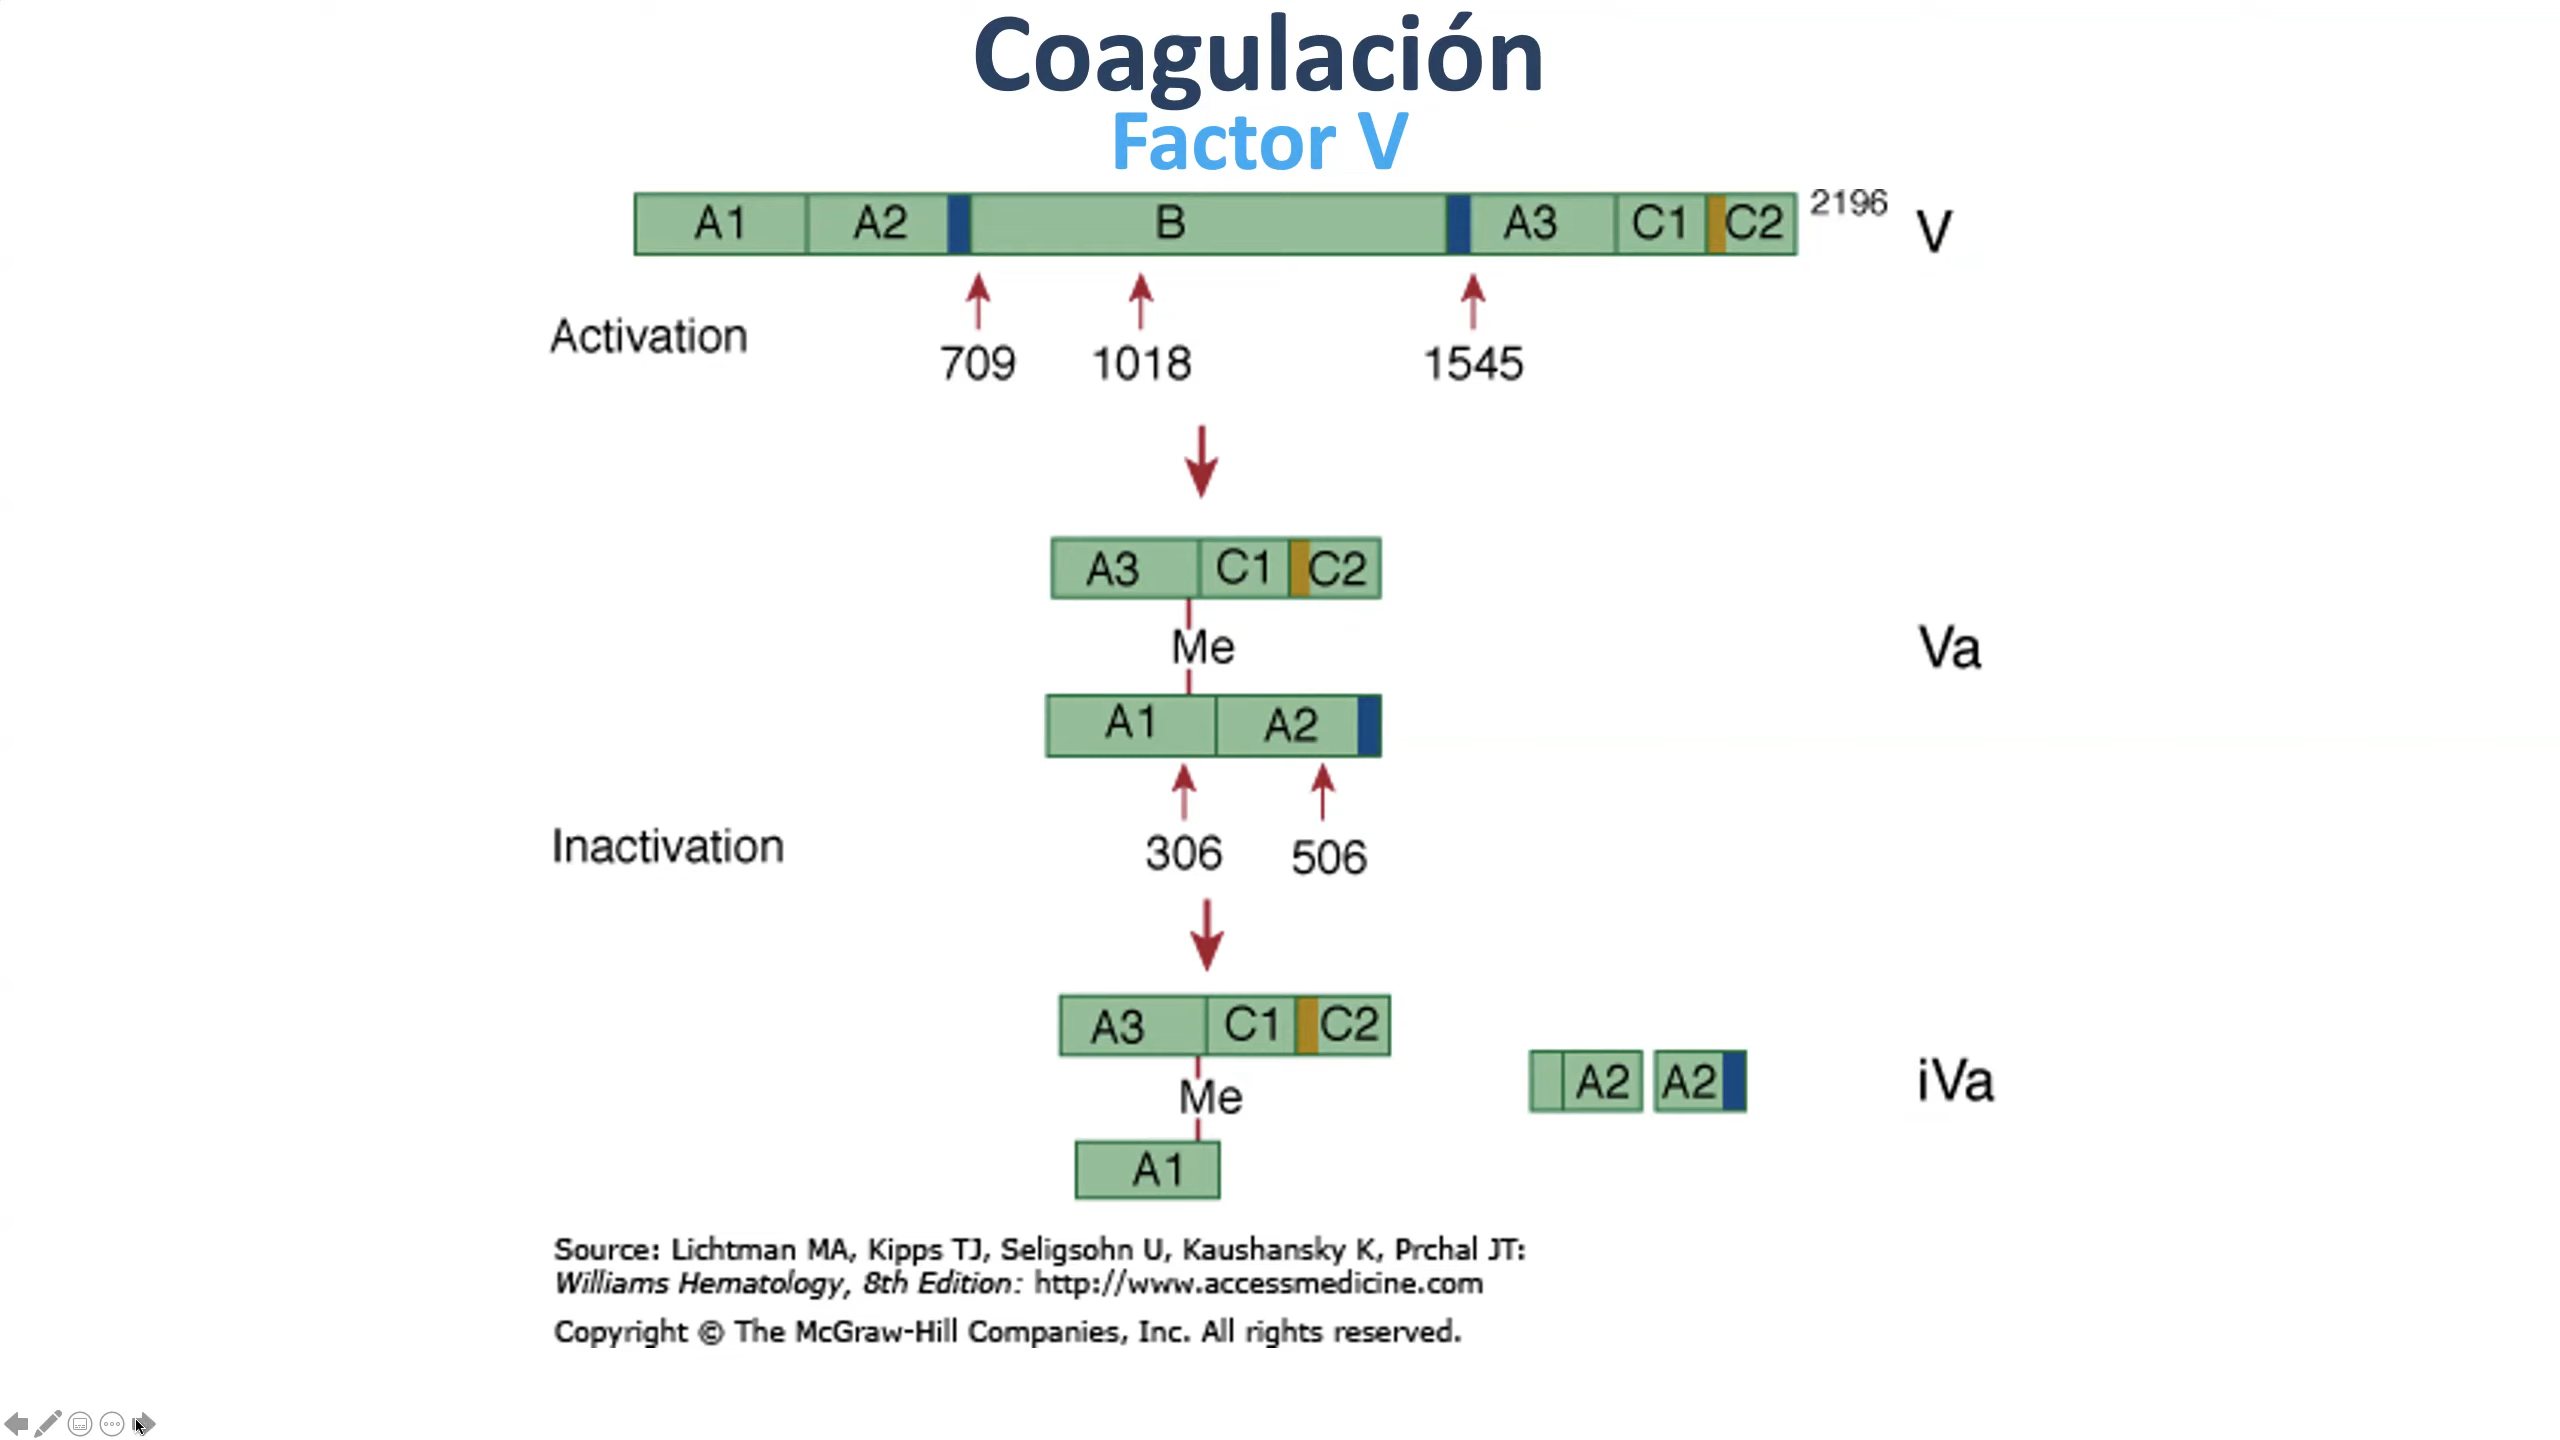 Coagulación
Factor V
A1 A2 B A3 C1 C2 2196 V
Activation
709 1018 1545
A3 C1 C2
Me
Va
A1 A2
Inactivation
306 506
A3 C1 C2
Me
A2 A2 iVa
A1
Source: Lichtman MA, Kipps TJ, Seligsohn U, Kaushansky K, Prchal JT:
Williams Hematology, 8th Edition: http://www.accessmedicine.com
Copyright © The McGraw-Hill Companies, Inc. All rights reserved.